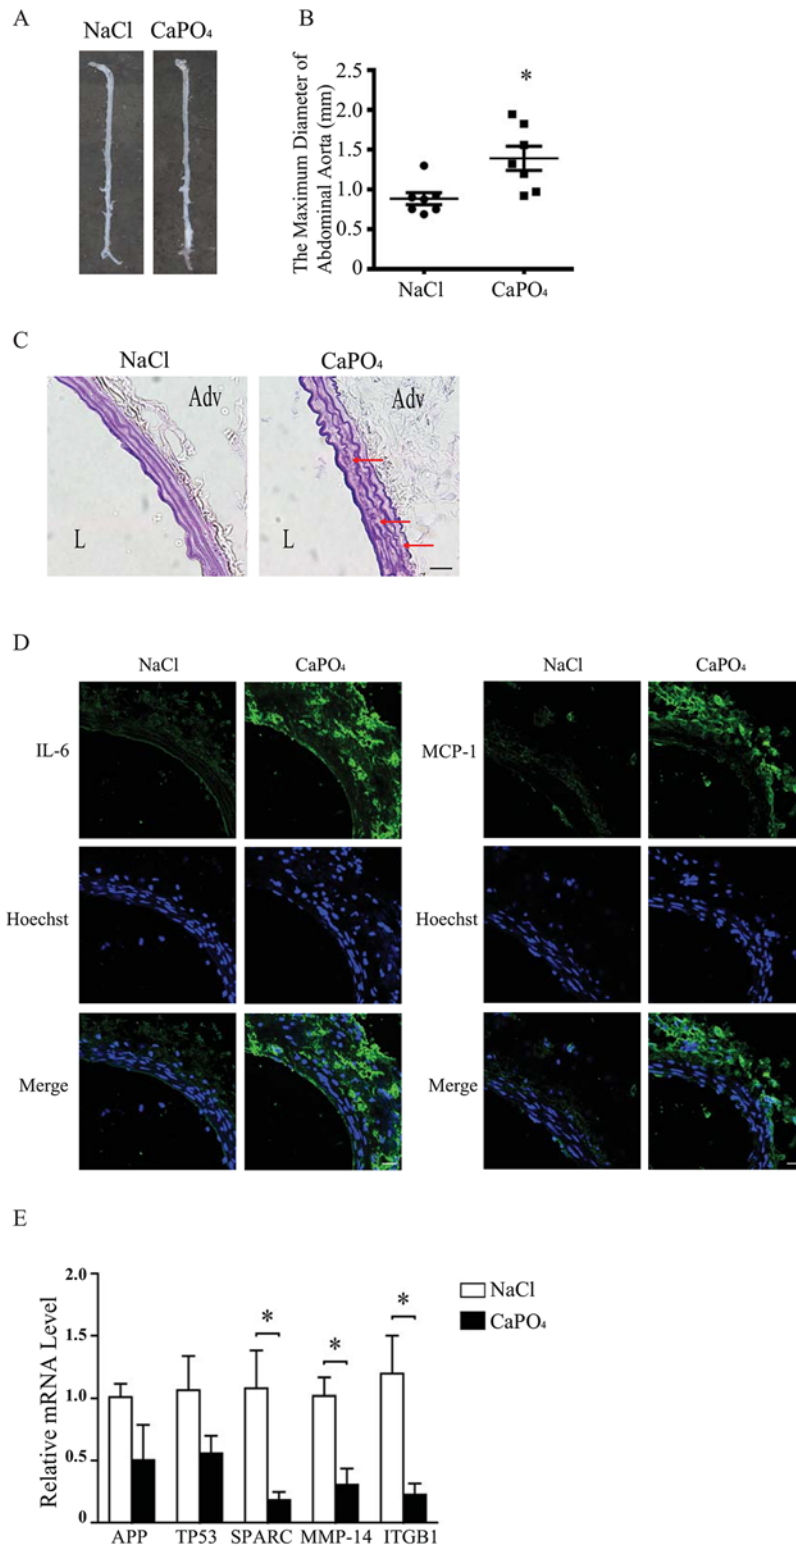 A
NaCl CaPO₄
B
The Maximum Diameter of
Abdominal Aorta (mm)
2.5
2.0
1.5
1.0
0.5
0
*
NaCl CaPO₄
C
NaCl CaPO₄
Adv Adv
L L
D
NaCl CaPO₄ NaCl CaPO₄
IL-6 MCP-1
Hoechst Hoechst
Merge Merge
E
Relative mRNA Level
2.0
1.5
1.0
0.5
0
* * *
NaCl
CaPO₄
APP TP53 SPARC MMP-14 ITGB1